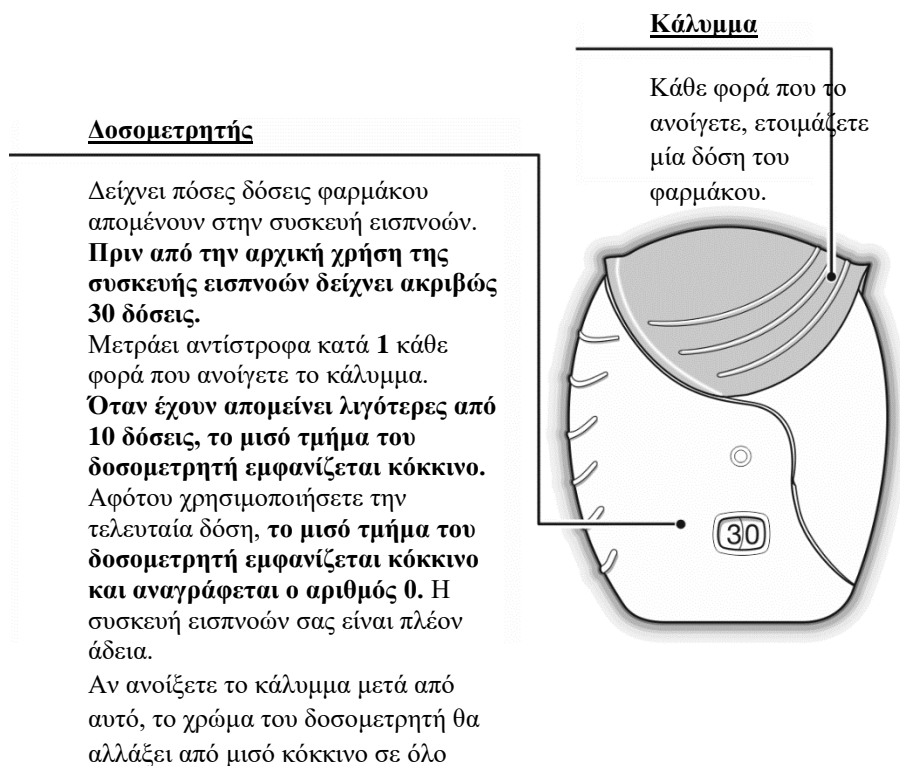 Κάλυμμα
Κάθε φορά που το
ανοίγετε, ετοιμάζετε
μία δόση του
φαρμάκου.
Δοσομετρητής
Δείχνει πόσες δόσεις φαρμάκου
απομένουν στην συσκευή εισπνοών.
Πριν από την αρχική χρήση της
συσκευής εισπνοών δείχνει ακριβώς
30 δόσεις.
Μετράει αντίστροφα κατά 1 κάθε
φορά που ανοίγετε το κάλυμμα.
Όταν έχουν απομείνει λιγότερες από
10 δόσεις, το μισό τμήμα του
δοσομετρητή εμφανίζεται κόκκινο.
Αφότου χρησιμοποιήσετε την
τελευταία δόση, το μισό τμήμα του
δοσομετρητή εμφανίζεται κόκκινο
και αναγράφεται ο αριθμός 0. Η
συσκευή εισπνοών σας είναι πλέον
άδεια.
Αν ανοίξετε το κάλυμμα μετά από
αυτό, το χρώμα του δοσομετρητή θα
αλλάξει από μισό κόκκινο σε όλο
30